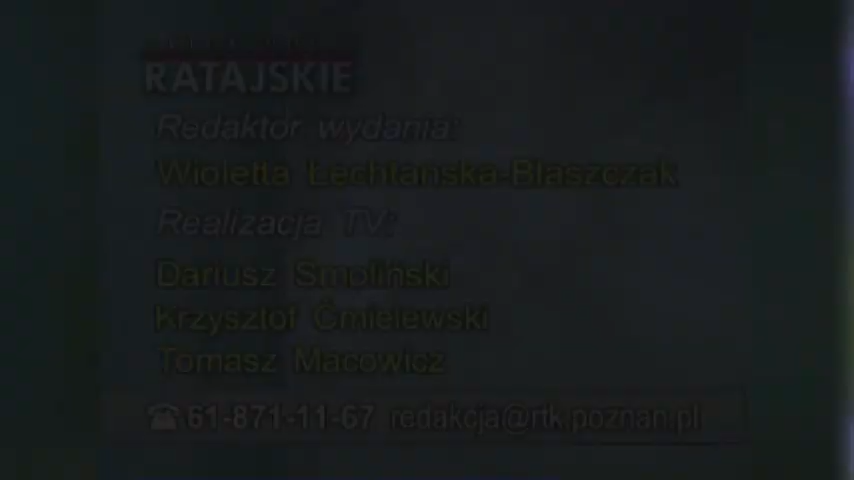 RATAJSKIE
Redaktor wydania:
Wioletta Łechtańska-Błaszczak
Realizacja TV:
Dariusz Smoliński
Krzysztof Ćmielewski
Tomasz Macowicz
☎61-871-11-67 redakcja@rtk.poznan.pl